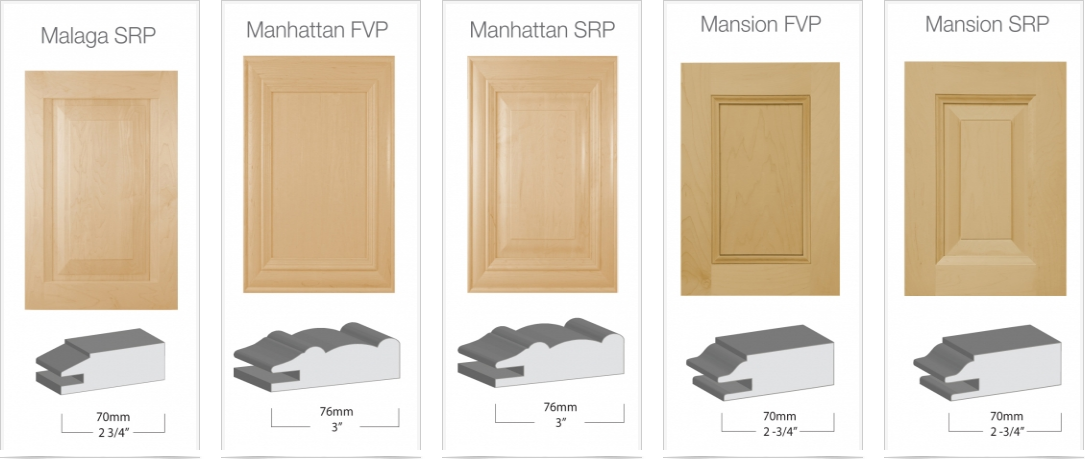 Malaga SRP
70mm
2 3/4”
Manhattan FVP
76mm
3”
Manhattan SRP
76mm
3”
Mansion FVP
70mm
2 -3/4”
Mansion SRP
70mm
2 -3/4”